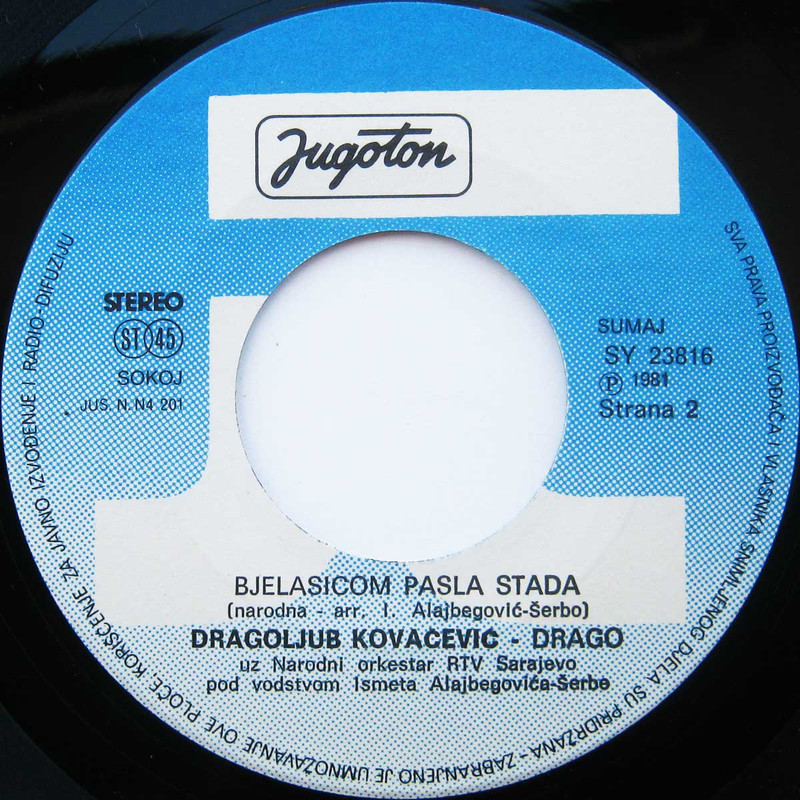 Jugoton
STEREO
ST 45
SOKOJ
JUS. N. N4 201
SUMAJ
SY 23816
Ⓟ 1981
Strana 2
BJELASICOM PASLA STADA
(narodna - arr. I. Alajbegović-Šerbo)
DRAGOLJUB KOVAČEVIĆ - DRAGO
uz Narodni orkestar RTV Sarajevo
pod vodstvom Ismeta Alajbegovića-Šerbe
SVA PRAVA PROIZVOĐAČA I VLASNIKA SNIMLJENOG DJELA SU PRIDRŽANA - ZABRANJENO JE UMNOŽAVANJE OVE PLOČE, KORIŠĆENJE ZA JAVNO IZVOĐENJE I RADIO-DIFUZIJU